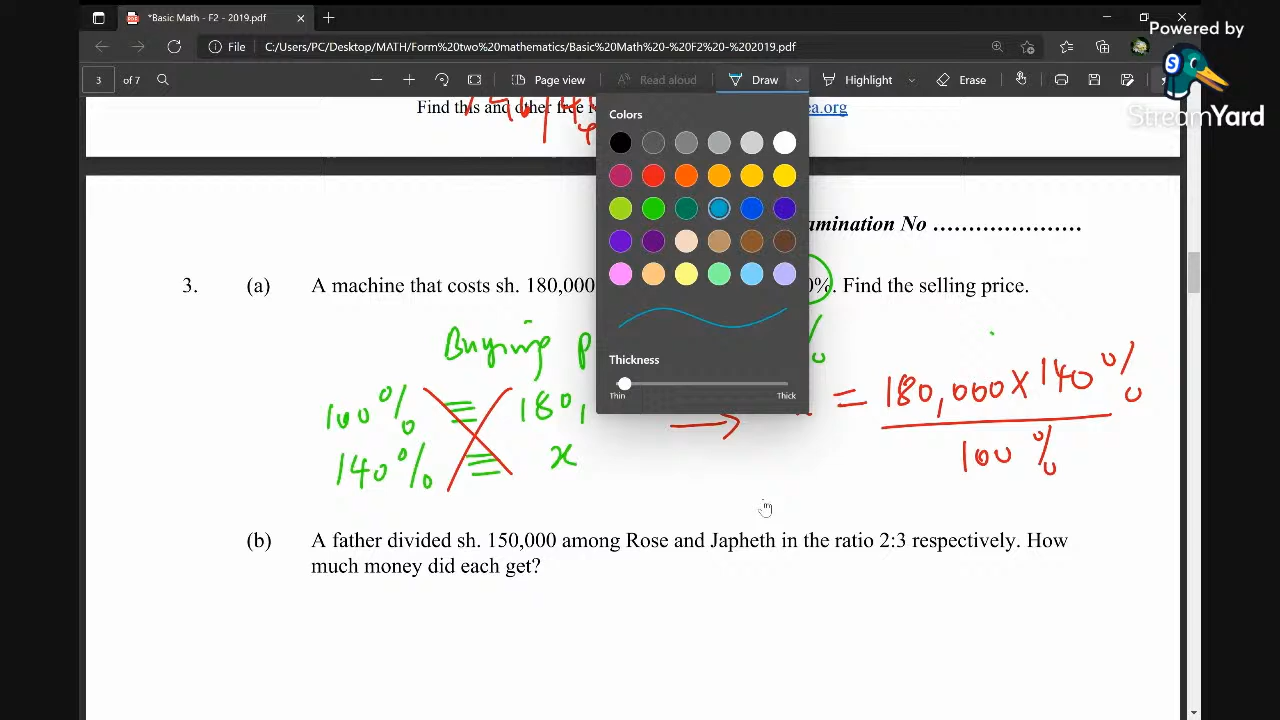 *Basic Math - F2 - 2019.pdf
File C:/Users/PC/Desktop/MATH/Form%20two%20mathematics/Basic%20Math%20-%20F2%20-%202019.pdf
Powered by
StreamYard
3 of 7 Page view Read aloud Draw Highlight Erase
Find this and other free
ea.org
Colors
amination No ........................
3. (a) A machine that costs sh. 180,000 0%. Find the selling price.
Buying p %
Thickness
Thin Thick
100% ≡ 180,
140% ≡ x
→ = 180,000 x 140%
100%
(b) A father divided sh. 150,000 among Rose and Japheth in the ratio 2:3 respectively. How
much money did each get?